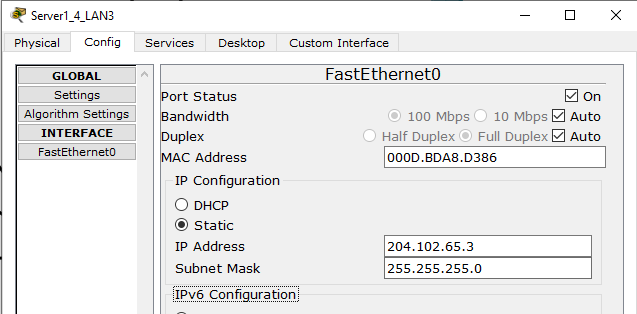 Server1_4_LAN3
Physical Config Services Desktop Custom Interface
GLOBAL
Settings
Algorithm Settings
INTERFACE
FastEthernet0
FastEthernet0
Port Status On
Bandwidth 100 Mbps 10 Mbps Auto
Duplex Half Duplex Full Duplex Auto
MAC Address 000D.BDA8.D386
IP Configuration
DHCP
Static
IP Address 204.102.65.3
Subnet Mask 255.255.255.0
IPv6 Configuration